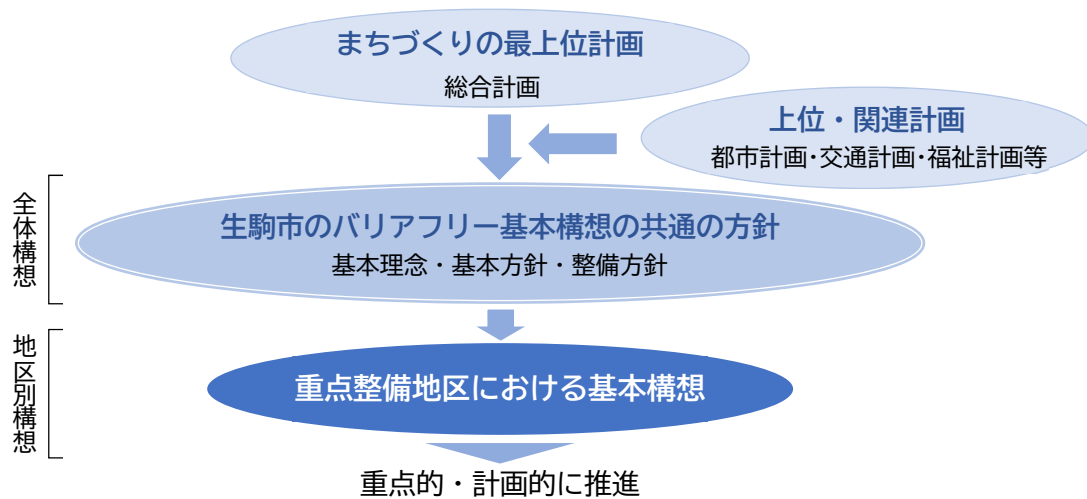 まちづくりの最上位計画
総合計画
上位・関連計画
都市計画・交通計画・福祉計画等
全体構想
生駒市のバリアフリー基本構想の共通の方針
基本理念・基本方針・整備方針
地区別構想
重点整備地区における基本構想
重点的・計画的に推進